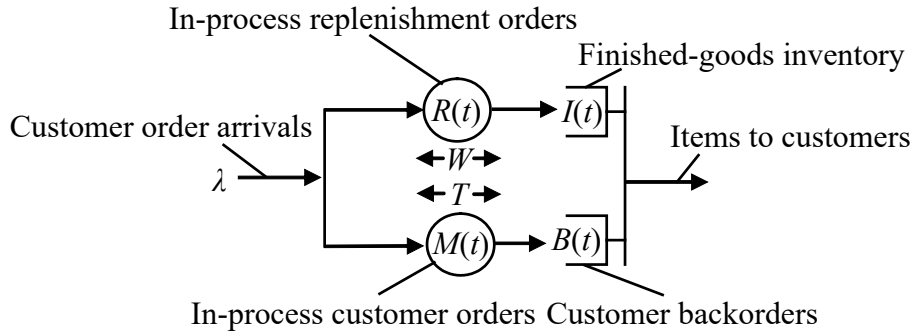 In-process replenishment orders
Finished-goods inventory
R(t)
I(t)
Customer order arrivals
Items to customers
W
λ
T
M(t)
B(t)
In-process customer orders
Customer backorders